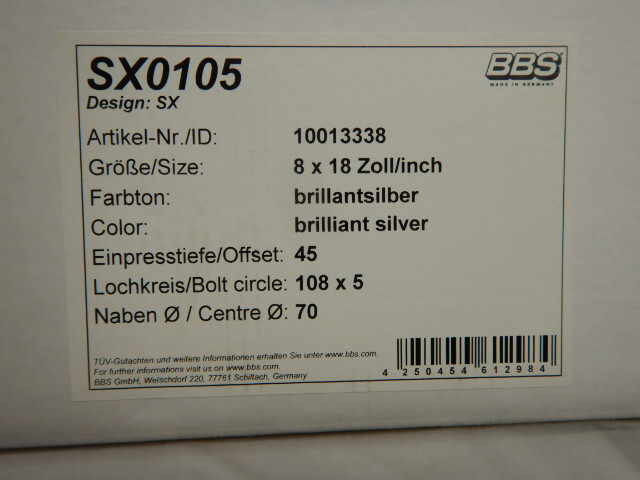 SX0105
BBS
MADE IN GERMANY
Design: SX
Artikel-Nr./ID: 10013338
Größe/Size: 8 x 18 Zoll/inch
Farbton: brillantsilber
Color: brilliant silver
Einpresstiefe/Offset: 45
Lochkreis/Bolt circle: 108 x 5
Naben Ø / Centre Ø: 70
TÜV-Gutachten und weitere Informationen erhalten Sie unter www.bbs.com.
For further informations visit us on www.bbs.com.
BBS GmbH, Welschdorf 220, 77761 Schiltach, Germany
4 250454 612984